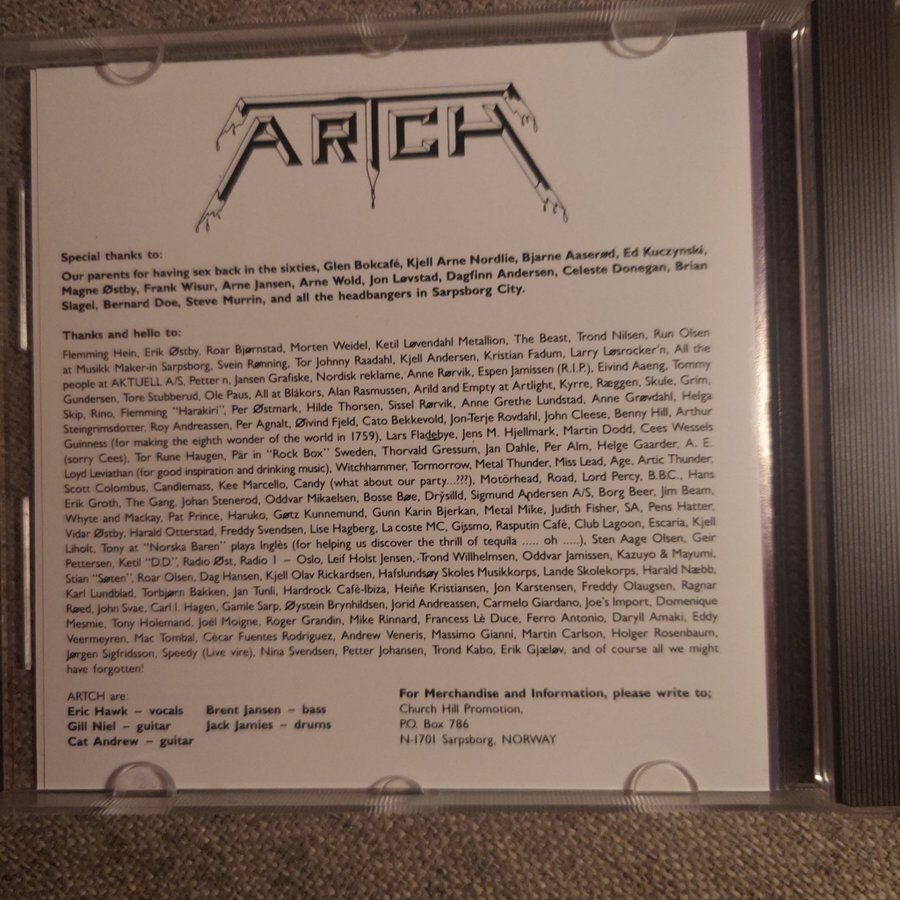 ARTCH
Special thanks to:
Our parents for having sex back in the sixties, Glen Bokcafé, Kjell Arne Nordlie, Bjarne Aaserød, Ed Kuczynski,
Magne Østby, Frank Wisur, Arne Jansen, Arne Wold, Jon Løvstad, Dagfinn Andersen, Celeste Donegan, Brian
Slagel, Bernard Doe, Steve Murrin, and all the headbangers in Sarpsborg City.
Thanks and hello to:
Flemming Hein, Erik Østby, Roar Bjørnstad, Morten Weidel, Ketil Løvendahl Metallion, The Beast, Trond Nilsen, Run Olsen
at Musikk Maker-in Sarpsborg, Svein Rønning, Tor Johnny Raadahl, Kjell Andersen, Kristian Fadum, Larry Løsrocker'n, All the
people at AKTUELL A/S, Petter n, Jansen Grafiske, Nordisk reklame, Anne Rørvik, Espen Jamissen (R.I.P.), Eivind Aaeng, Tommy
Gundersen, Tore Stubberud, Ole Paus, All at Blåkors, Alan Rasmussen, Arild and Empty at Artlight, Kyrre, Ræggen, Skule, Grim,
Skip, Rino, Flemming "Harakiri", Per Østmark, Hilde Thorsen, Sissel Rørvik, Anne Grethe Lundstad, Anne Grøvdahl, Helga
Steingrimsdotter, Roy Andreassen, Per Agnalt, Øivind Fjeld, Cato Bekkevold, Jon-Terje Rovdahl, John Cleese, Benny Hill, Arthur
Guinness (for making the eighth wonder of the world in 1759), Lars Fladebye, Jens M. Hjellmark, Martin Dodd, Cees Wessels
(sorry Cees), Tor Rune Haugen, Pär in "Rock Box" Sweden, Thorvald Gressum, Jan Dahle, Per Alm, Helge Gaarder, A. E.
Loyd Leviathan (for good inspiration and drinking music), Witchhammer, Tormorrow, Metal Thunder, Miss Lead, Age, Artic Thunder,
Scott Colombus, Candlemass, Kee Marcello, Candy (what about our party...???), Motörhead, Road, Lord Percy, B.B.C., Hans
Erik Groth, The Gang, Johan Stenerod, Oddvar Mikaelsen, Bosse Bøe, Drÿsilld, Sigmund Andersen A/S, Borg Beer, Jim Beam,
Whyte and Mackay, Pat Prince, Haruko, Gøtz Kunnemund, Gunn Karin Bjerkan, Metal Mike, Judith Fisher, SA, Pens Hatter,
Vidar Østby, Harald Otterstad, Freddy Svendsen, Lise Hagberg, La coste MC, Gissmo, Rasputin Cafè, Club Lagoon, Escaria, Kjell
Liholt, Tony at "Norska Baren" playa Inglès (for helping us discover the thrill of tequila ..... oh .....), Sten Aage Olsen, Geir
Pettersen, Ketil "D.D.", Radio Øst, Radio 1 – Oslo, Leif Holst Jensen, Trond Willhelmsen, Oddvar Jamissen, Kazuyo & Mayumi,
Stian "Søten", Roar Olsen, Dag Hansen, Kjell Olav Rickardsen, Hafslundsøy Skoles Musikkorps, Lande Skolekorps, Harald Næbb,
Karl Lundblad, Torbjørn Bakken, Jan Tunli, Hardrock Cafè-Ibiza, Heine Kristiansen, Jon Karstensen, Freddy Olaugsen, Ragnar
Røed, John Svae, Carl I. Hagen, Gamle Sarp, Øystein Brynhildsen, Jorid Andreassen, Carmelo Giardano, Joe's Import, Domenique
Mesmie, Tony Holemand, Joël Moigne, Roger Grandin, Mike Rinnard, Francess Lè Duce, Ferro Antonio, Daryll Amaki, Eddy
Veermeyren, Mac Tombal, Cècar Fuentes Rodriguez, Andrew Veneris, Massimo Gianni, Martin Carlson, Holger Rosenbaum,
Jørgen Sigfridsson, Speedy (Live vire), Nina Svendsen, Petter Johansen, Trond Kabo, Erik Gjæløv, and of course all we might
have forgotten!
ARTCH are:
Eric Hawk – vocals
Gill Niel – guitar
Cat Andrew – guitar
Brent Jansen – bass
Jack Jamies – drums
For Merchandise and Information, please write to;
Church Hill Promotion,
P.O. Box 786
N-1701 Sarpsborg, NORWAY